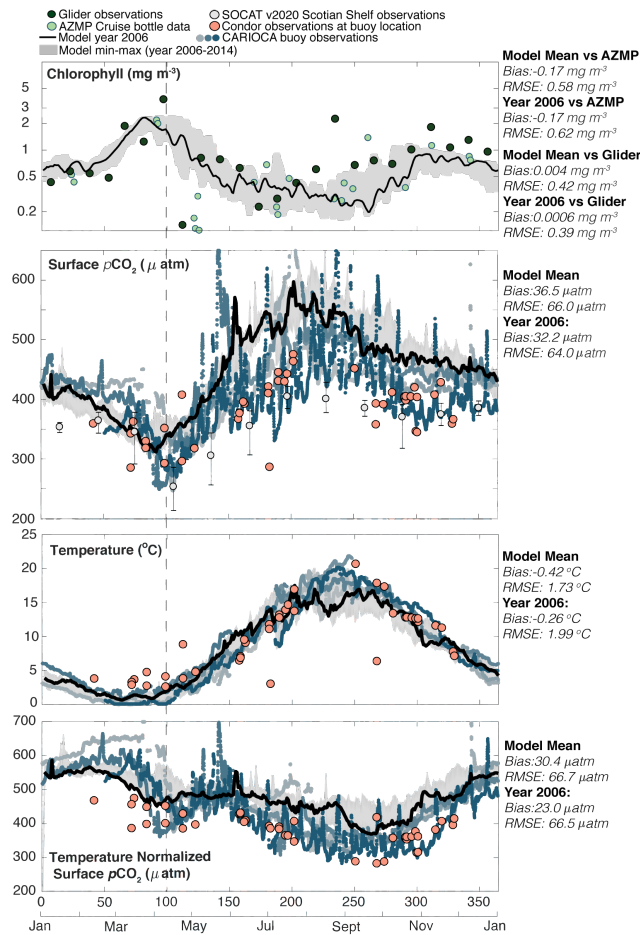 Glider observations
AZMP Cruise bottle data
Model year 2006
Model min-max (year 2006-2014)
SOCAT v2020 Scotian Shelf observations
Condor observations at buoy location
CARIOCA buoy observations
Chlorophyll (mg m-3)
5
3
2
1
0.5
0.2
Model Mean vs AZMP
Bias:-0.17 mg m-3
RMSE: 0.58 mg m-3
Year 2006 vs AZMP
Bias:-0.17 mg m-3
RMSE: 0.62 mg m-3
Model Mean vs Glider
Bias:0.004 mg m-3
RMSE: 0.42 mg m-3
Year 2006 vs Glider
Bias:0.0006 mg m-3
RMSE: 0.39 mg m-3
Surface pCO2 (µ atm)
600
500
400
300
200
Model Mean
Bias:36.5 µatm
RMSE: 66.0 µatm
Year 2006:
Bias:32.2 µatm
RMSE: 64.0 µatm
Temperature (oC)
25
20
15
10
5
0
Model Mean
Bias:-0.42 oC
RMSE: 1.73 oC
Year 2006:
Bias:-0.26 oC
RMSE: 1.99 oC
700
600
500
400
300
200
Temperature Normalized
Surface pCO2 (µ atm)
Model Mean
Bias:30.4 µatm
RMSE: 66.7 µatm
Year 2006:
Bias:23.0 µatm
RMSE: 66.5 µatm
0 50 100 150 200 250 300 350
Jan Mar May Jul Sept Nov Jan